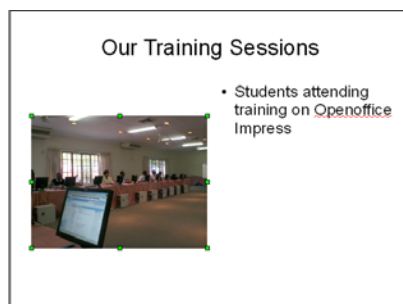 Our Training Sessions
• Students attending
training on Openoffice
Impress